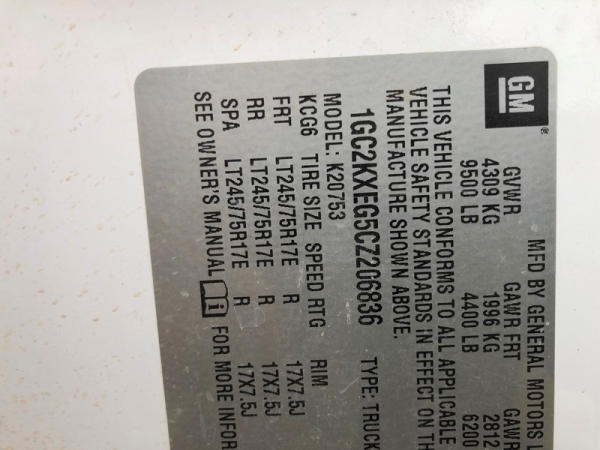 GM
®
MFD BY GENERAL MOTORS L
GVWR GAWR FRT GAWR
4309 KG 1996 KG 2812
9500 LB 4400 LB 6200
THIS VEHICLE CONFORMS TO ALL APPLICABLE
VEHICLE SAFETY STANDARDS IN EFFECT ON TH
MANUFACTURE SHOWN ABOVE.
1GC2KXEG5CZ206836 TYPE: TRUCK
MODEL: K20753
KCG6 TIRE SIZE SPEED RTG RIM
FRT LT245/75R17E R 17X7.5J
RR LT245/75R17E R 17X7.5J
SPA LT245/75R17E R 17X7.5J
SEE OWNER'S MANUAL i FOR MORE INFOR